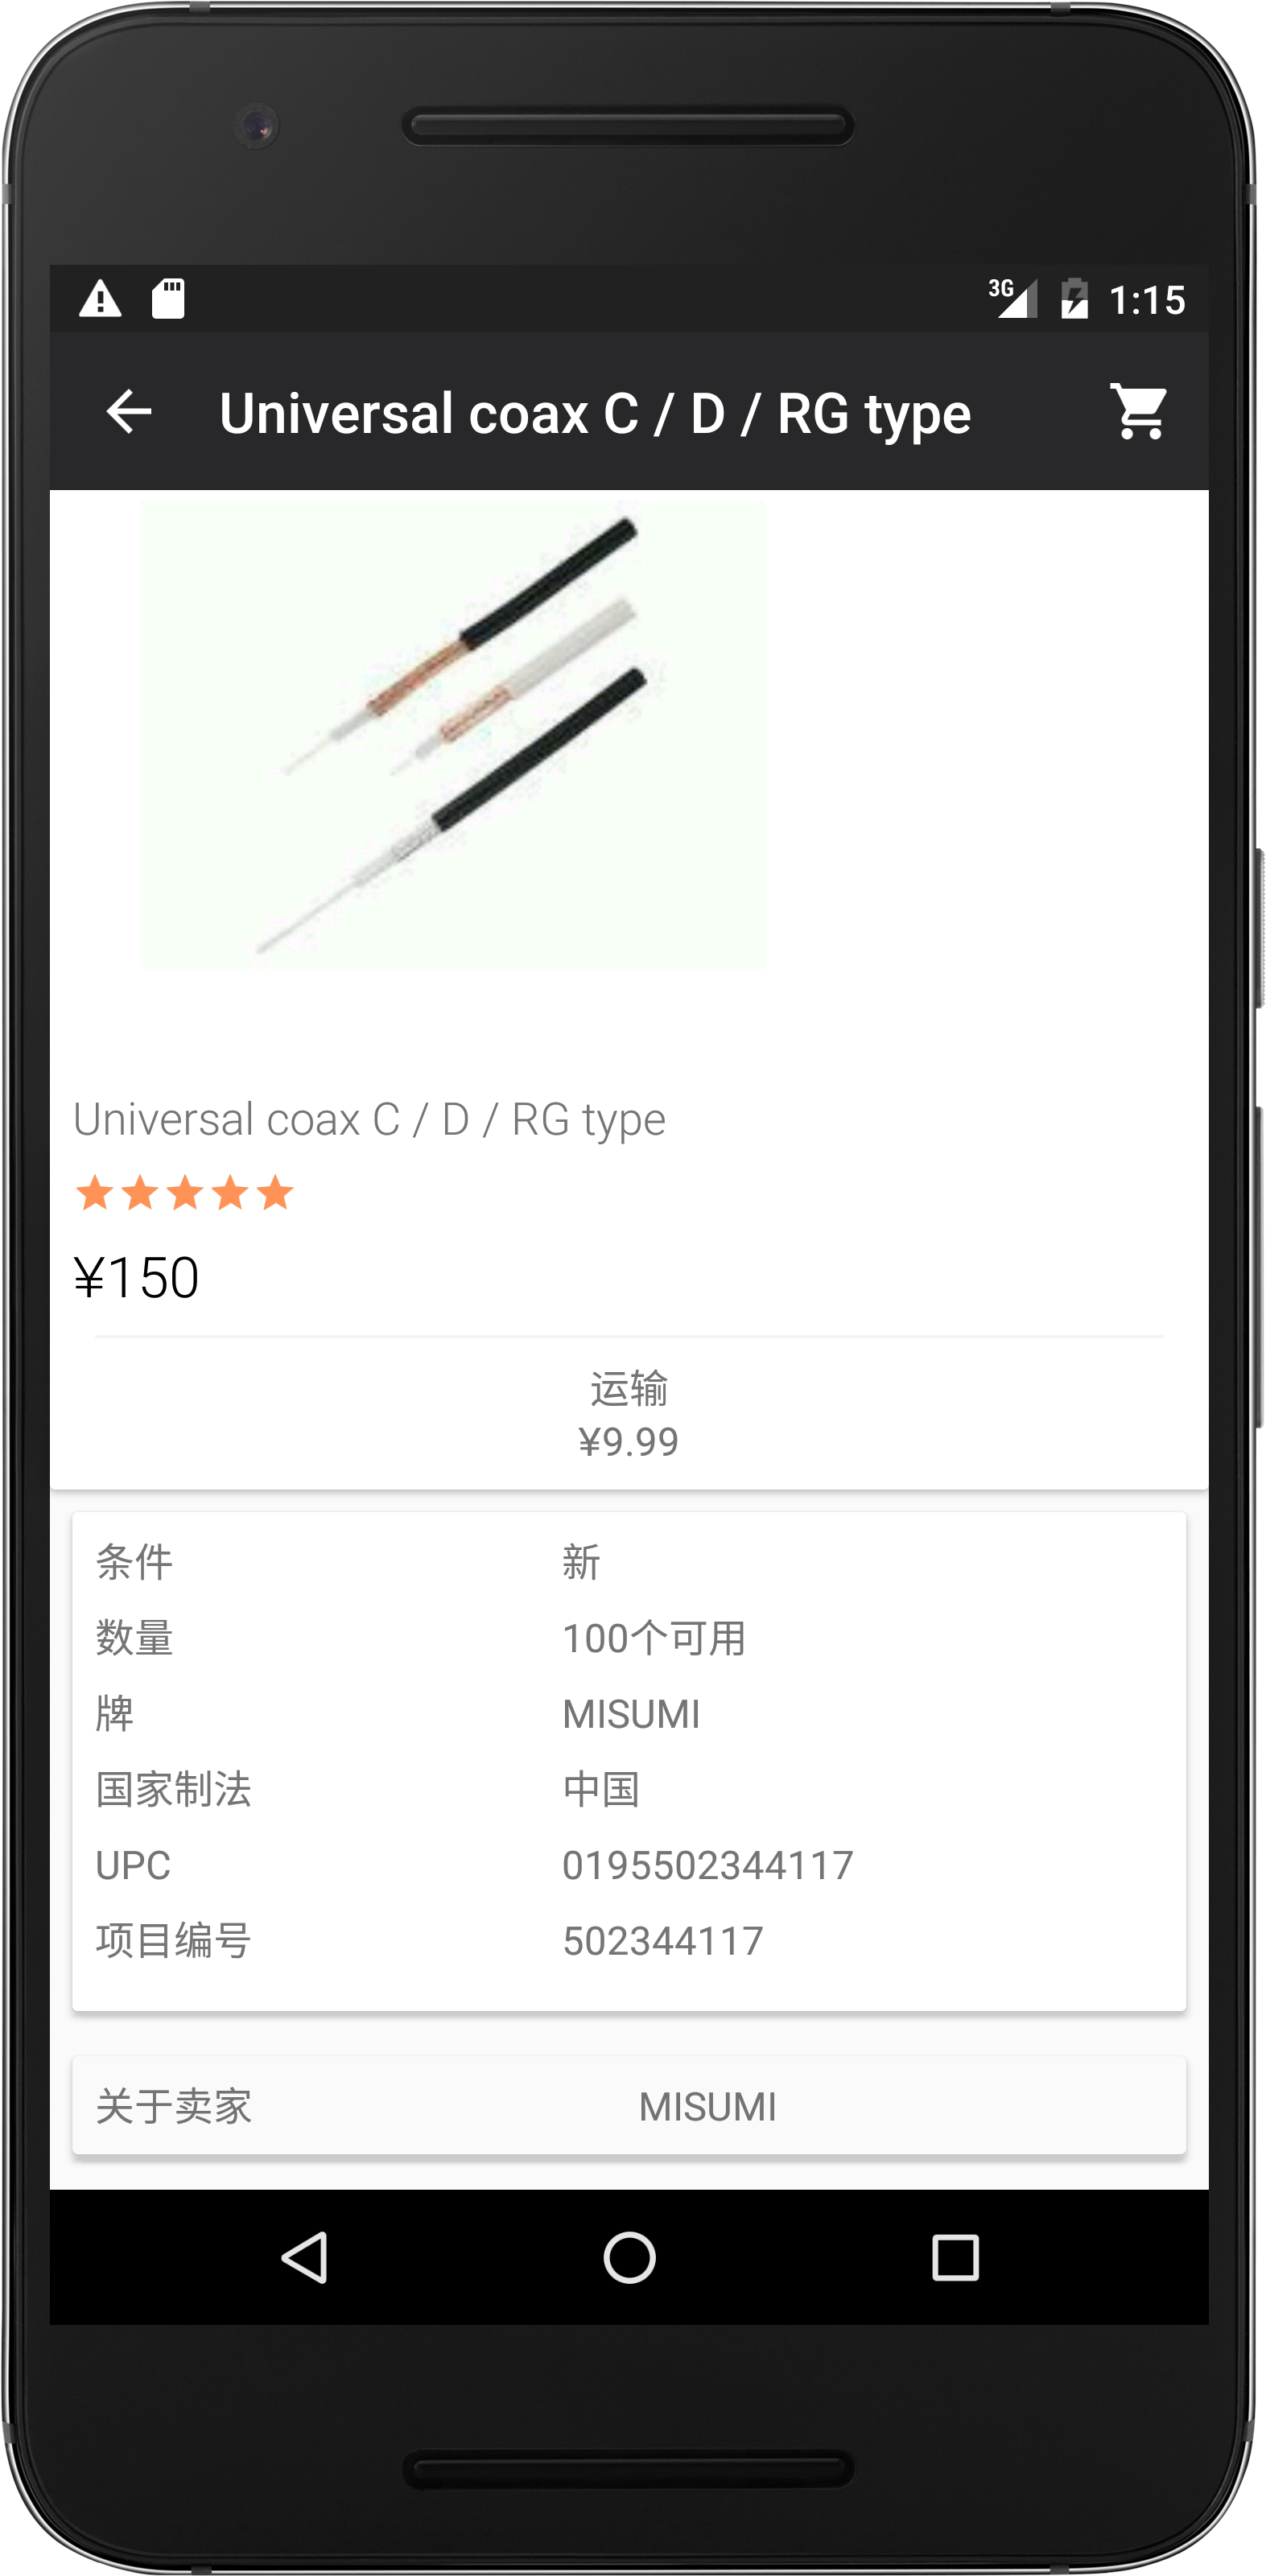 3G 1:15
Universal coax C / D / RG type
Universal coax C / D / RG type
¥150
运输
¥9.99
条件 新
数量 100个可用
牌 MISUMI
国家制法 中国
UPC 0195502344117
项目编号 502344117
关于卖家 MISUMI